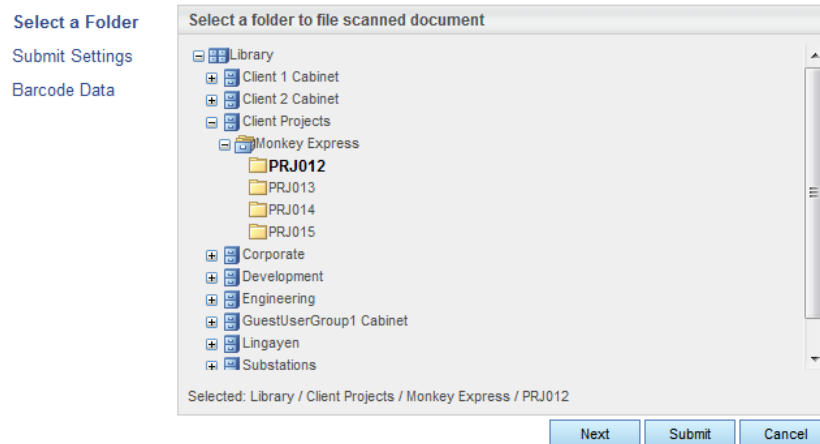 Select a Folder
Submit Settings
Barcode Data
Select a folder to file scanned document
Library
Client 1 Cabinet
Client 2 Cabinet
Client Projects
Monkey Express
PRJ012
PRJ013
PRJ014
PRJ015
Corporate
Development
Engineering
GuestUserGroup1 Cabinet
Lingayen
Substations
Selected: Library / Client Projects / Monkey Express / PRJ012
Next Submit Cancel